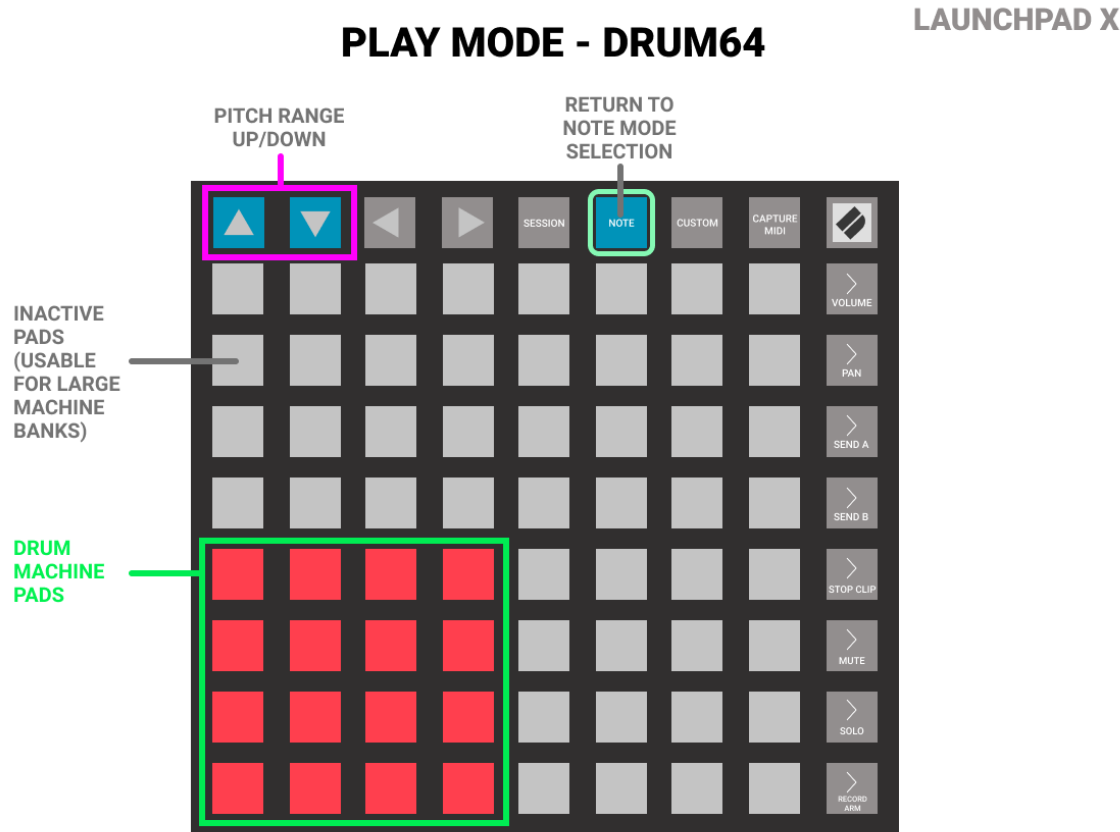 LAUNCHPAD X
PLAY MODE - DRUM64
PITCH RANGE
UP/DOWN
RETURN TO
NOTE MODE
SELECTION
SESSION
NOTE
CUSTOM
CAPTURE
MIDI
VOLUME
INACTIVE
PADS
(USABLE
FOR LARGE
MACHINE
BANKS)
PAN
SEND A
SEND B
DRUM
MACHINE
PADS
STOP CLIP
MUTE
SOLO
RECORD
ARM